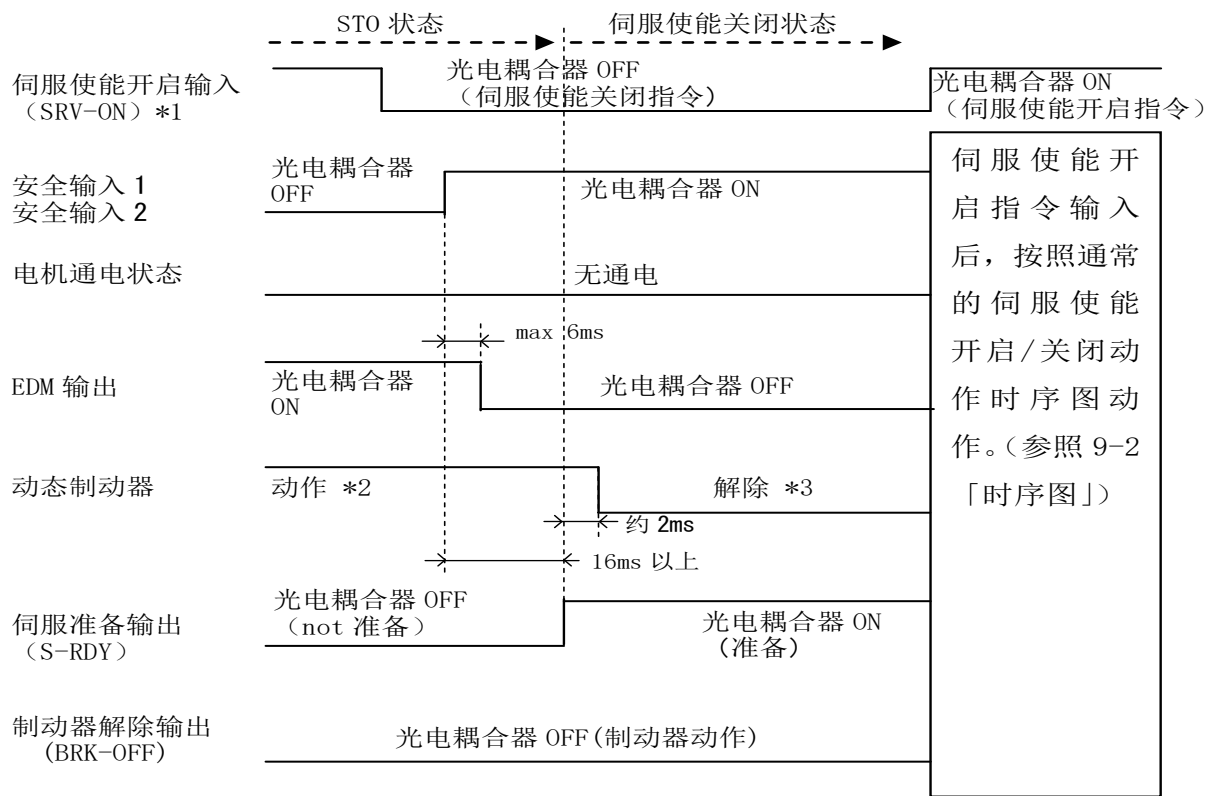 STO 状态
伺服使能关闭状态
伺服使能开启输入
（SRV-ON）*1
光电耦合器 OFF
（伺服使能关闭指令）
光电耦合器 ON
（伺服使能开启指令）
安全输入 1
安全输入 2
光电耦合器
OFF
光电耦合器 ON
电机通电状态
无通电
max 6ms
EDM 输出
光电耦合器
ON
光电耦合器 OFF
动态制动器
动作 *2
解除 *3
约 2ms
16ms 以上
伺服准备输出
（S-RDY）
光电耦合器 OFF
（not 准备）
光电耦合器 ON
(准备)
制动器解除输出
(BRK-OFF)
光电耦合器 OFF(制动器动作)
伺服使能开
启指令输入
后，按照通常
的伺服使能
开启/关闭动
作时序图动
作。（参照 9-2
「时序图」）